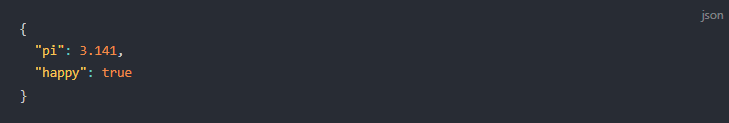 json
{
  "pi": 3.141,
  "happy": true
}